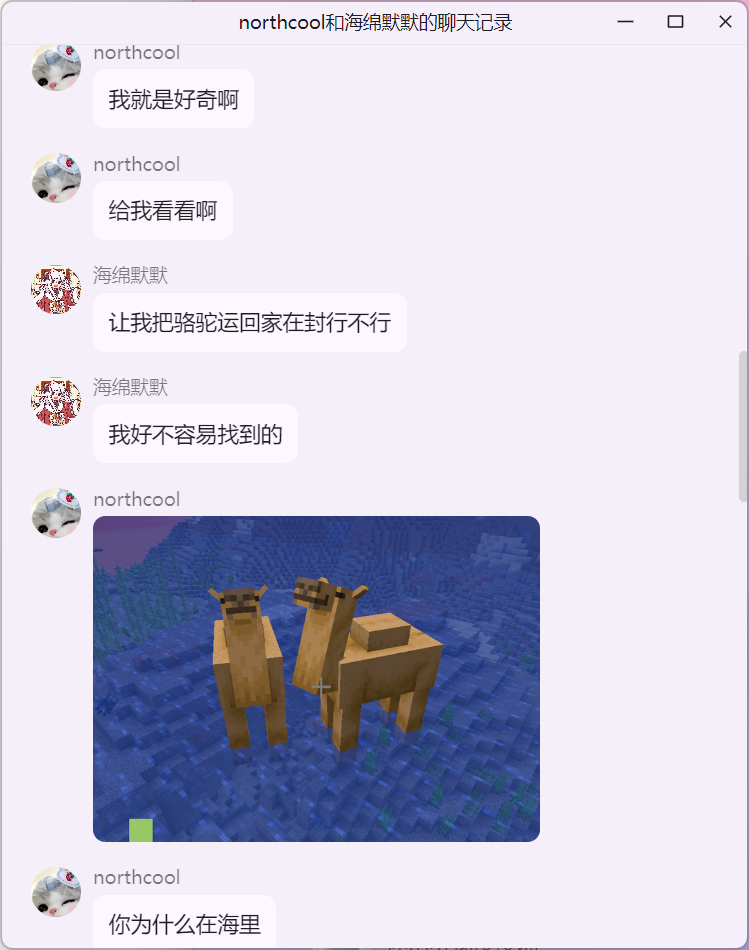 northcool和海绵默默的聊天记录
northcool
我就是好奇啊
northcool
给我看看啊
海绵默默
让我把骆驼运回家在封行不行
海绵默默
我好不容易找到的
northcool
northcool
你为什么在海里